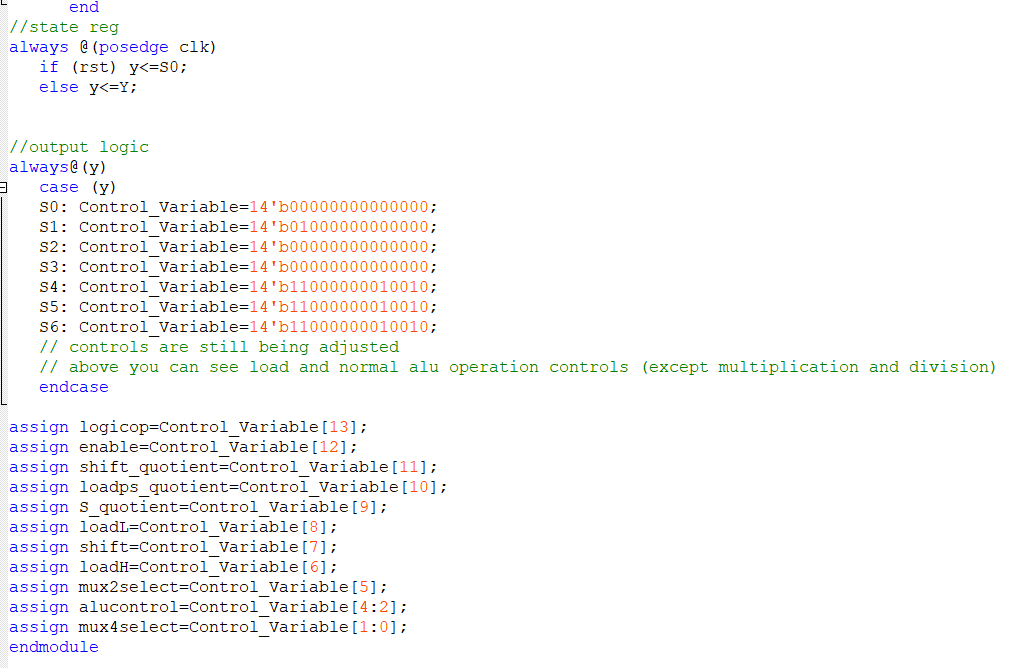 end
//state reg
always @(posedge clk)
if (rst) y<=S0;
else y<=Y;
//output logic
always@(y)
case (y)
S0: Control_Variable=14'b00000000000000;
S1: Control_Variable=14'b01000000000000;
S2: Control_Variable=14'b00000000000000;
S3: Control_Variable=14'b00000000000000;
S4: Control_Variable=14'b11000000010010;
S5: Control_Variable=14'b11000000010010;
S6: Control_Variable=14'b11000000010010;
// controls are still being adjusted
// above you can see load and normal alu operation controls (except multiplication and division)
endcase
assign logicop=Control_Variable[13];
assign enable=Control_Variable[12];
assign shift_quotient=Control_Variable[11];
assign loadps_quotient=Control_Variable[10];
assign S_quotient=Control_Variable[9];
assign loadL=Control_Variable[8];
assign shift=Control_Variable[7];
assign loadH=Control_Variable[6];
assign mux2select=Control_Variable[5];
assign alucontrol=Control_Variable[4:2];
assign mux4select=Control_Variable[1:0];
endmodule